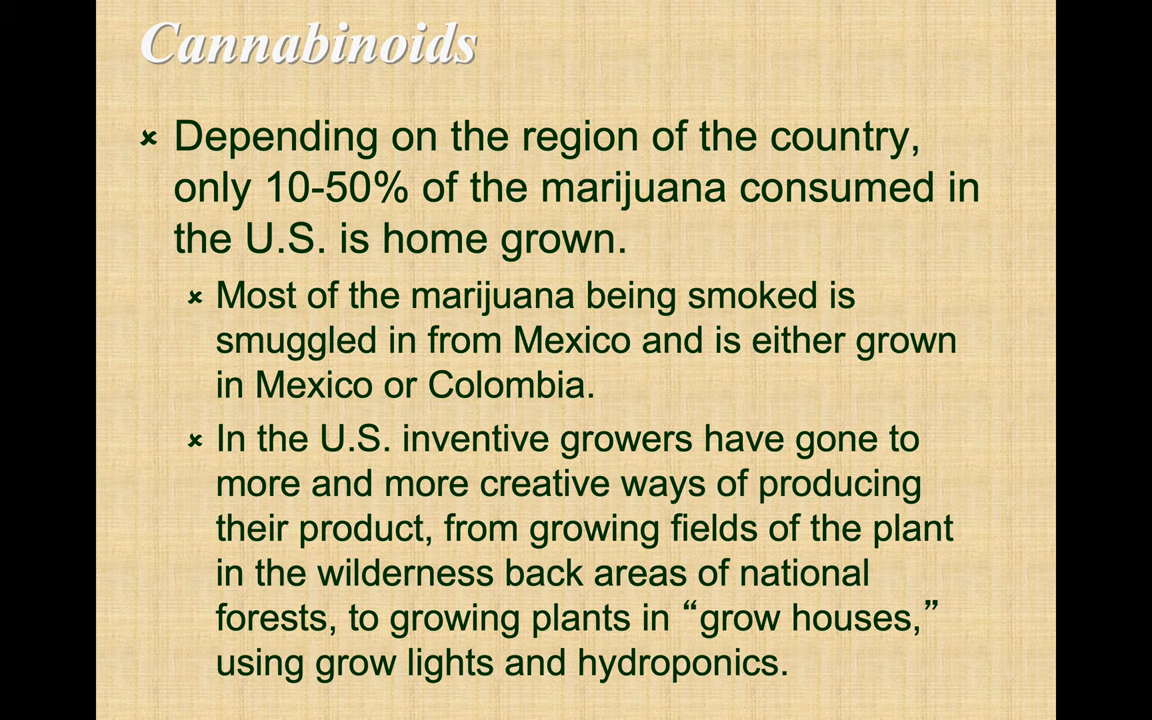 Cannabinoids
Depending on the region of the country,
only 10-50% of the marijuana consumed in
the U.S. is home grown.
Most of the marijuana being smoked is
smuggled in from Mexico and is either grown
in Mexico or Colombia.
In the U.S. inventive growers have gone to
more and more creative ways of producing
their product, from growing fields of the plant
in the wilderness back areas of national
forests, to growing plants in “grow houses,”
using grow lights and hydroponics.